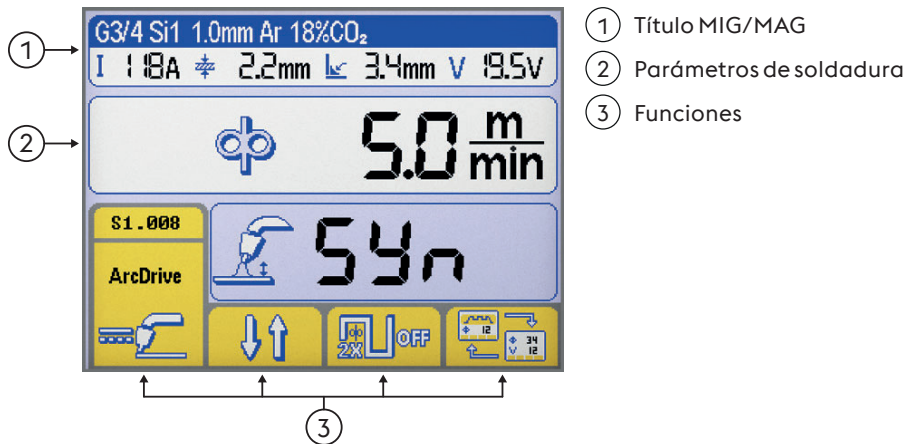 G3/4 Si1 1.0mm Ar 18%CO₂
I 118A 2.2mm 3.4mm V 19.5V
5.0 m/min
S1.008
ArcDrive
SYn
2X OFF
Φ 12
Φ 34
V 12
1
2
3
1 Título MIG/MAG
2 Parámetros de soldadura
3 Funciones